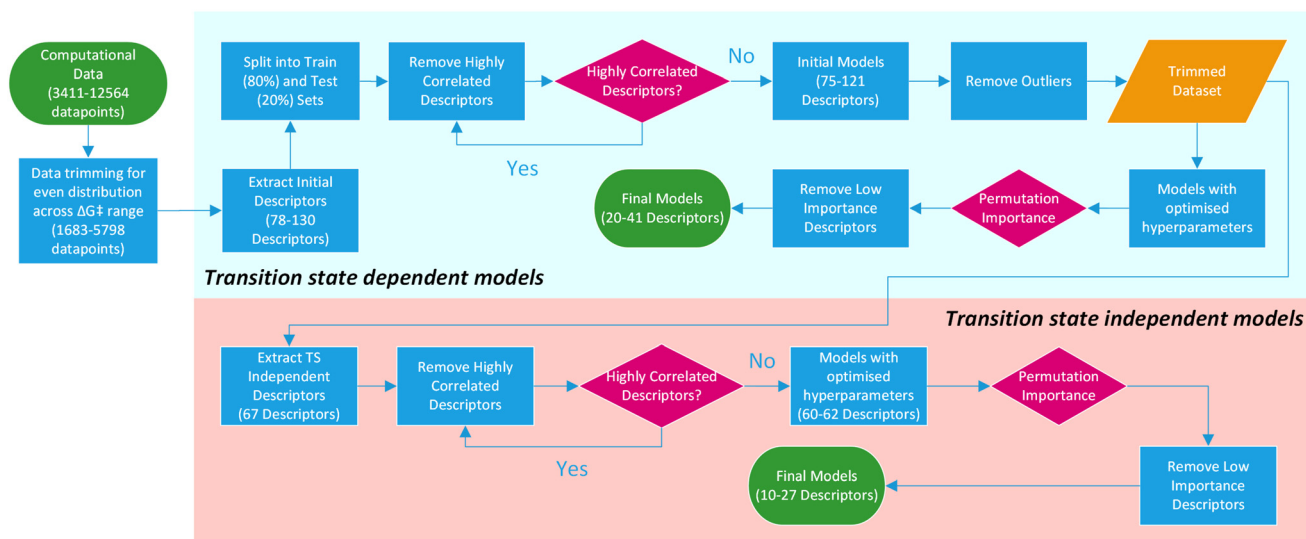 Computational
Data
(3411-12564
datapoints)
Data trimming for
even distribution
across ΔG‡ range
(1683-5798
datapoints)
Extract Initial
Descriptors
(78-130
Descriptors)
Split into Train
(80%) and Test
(20%) Sets
Remove Highly
Correlated
Descriptors
Highly Correlated
Descriptors?
Yes
No
Initial Models
(75-121
Descriptors)
Remove Outliers
Trimmed
Dataset
Models with
optimised
hyperparameters
Permutation
Importance
Remove Low
Importance
Descriptors
Final Models
(20-41 Descriptors)
Transition state dependent models
Transition state independent models
Extract TS
Independent
Descriptors
(67 Descriptors)
Remove Highly
Correlated
Descriptors
Highly Correlated
Descriptors?
Yes
No
Models with
optimised
hyperparameters
(60-62 Descriptors)
Permutation
Importance
Remove Low
Importance
Descriptors
Final Models
(10-27 Descriptors)